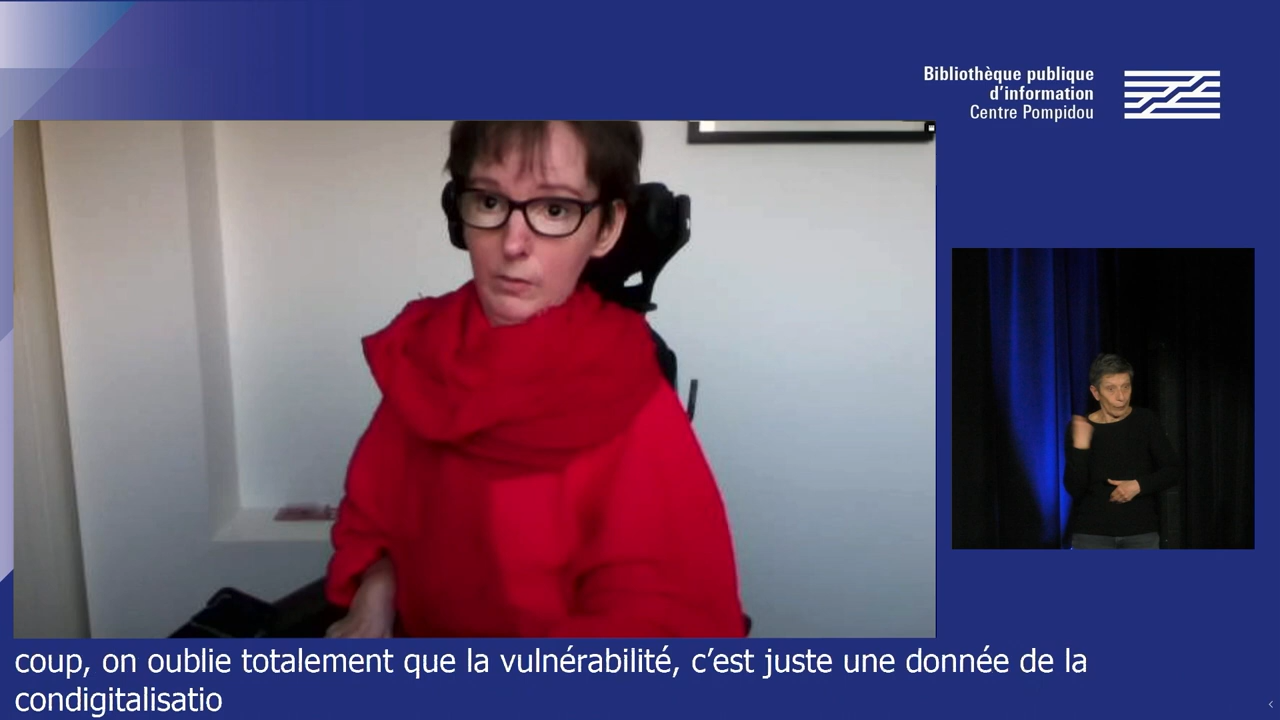 Bibliothèque publique
d’information
Centre Pompidou
coup, on oublie totalement que la vulnérabilité, c’est juste une donnée de la
condigitalisatio